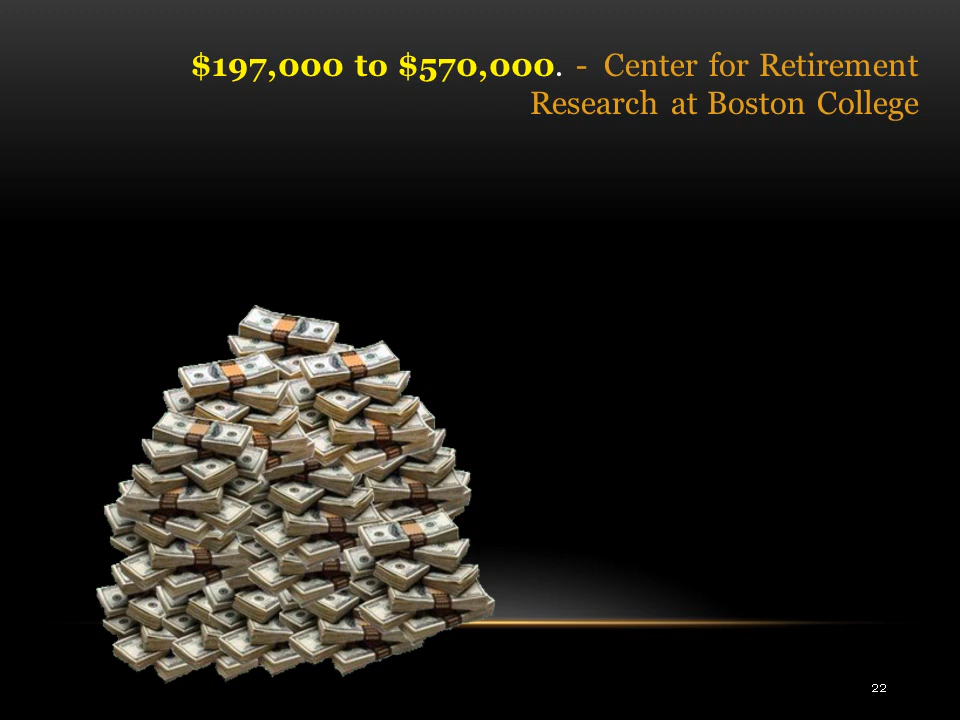 $197,000 to $570,000. - Center for Retirement
Research at Boston College
22